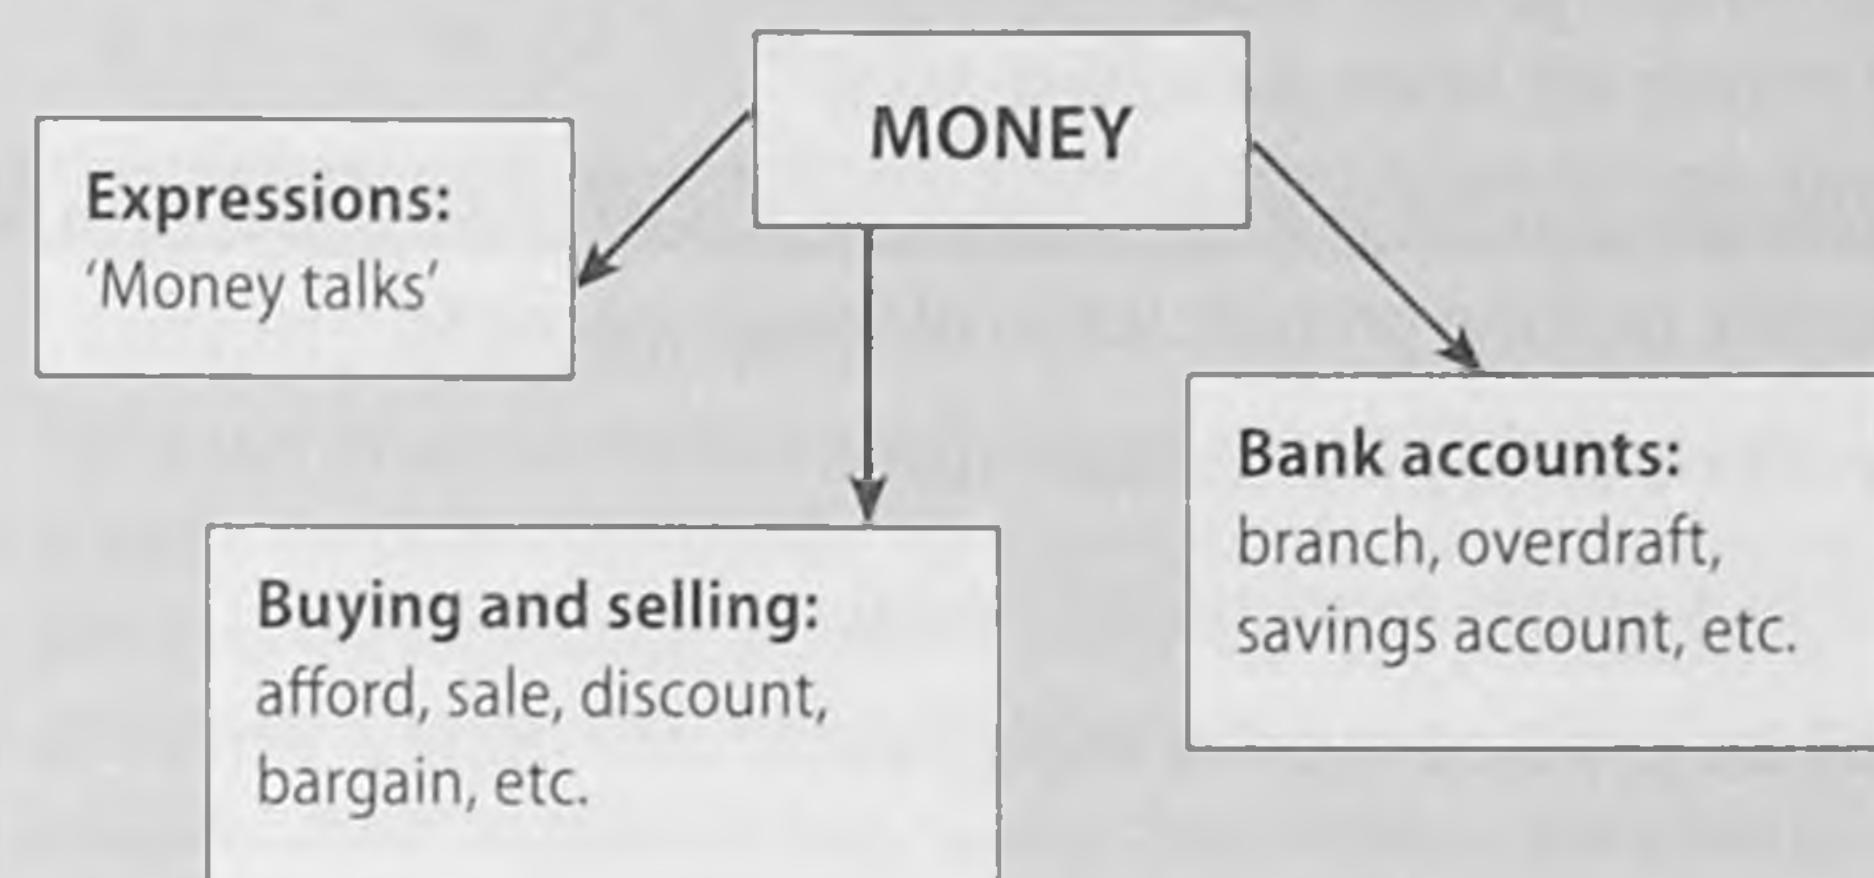 MONEY
Expressions:
‘Money talks’
Bank accounts:
branch, overdraft,
savings account, etc.
Buying and selling:
afford, sale, discount,
bargain, etc.